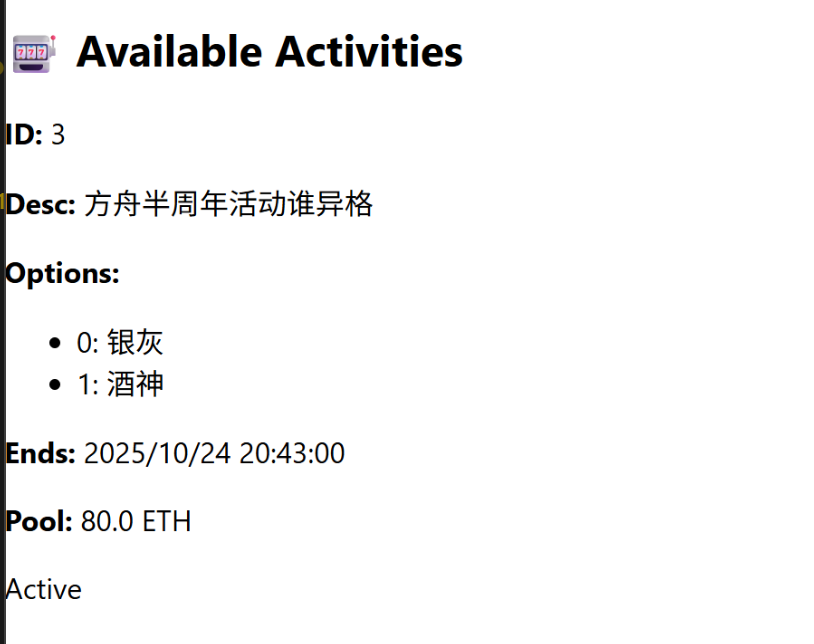 Available Activities
ID: 3
Desc: 方舟半周年活动谁异格
Options:
0: 银灰
1: 酒神
Ends: 2025/10/24 20:43:00
Pool: 80.0 ETH
Active